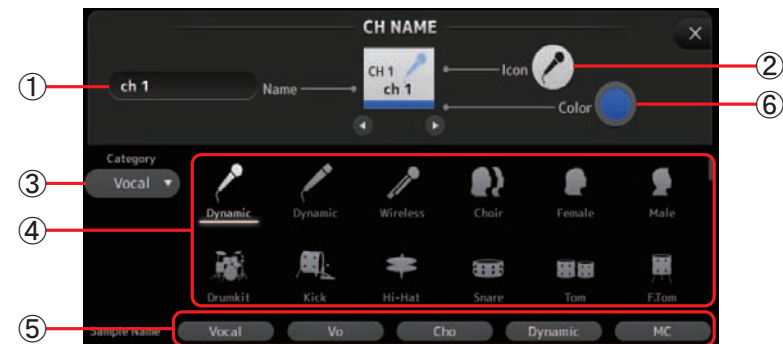 CH NAME
×
①
ch 1
Name
CH 1
ch 1
Icon
②
Color
⑥
Category
③
Vocal
④
Dynamic
Dynamic
Wireless
Choir
Female
Male
Drumkit
Kick
Hi-Hat
Snare
Tom
F.Tom
⑤
Sample Name
Vocal
Vo
Cho
Dynamic
MC